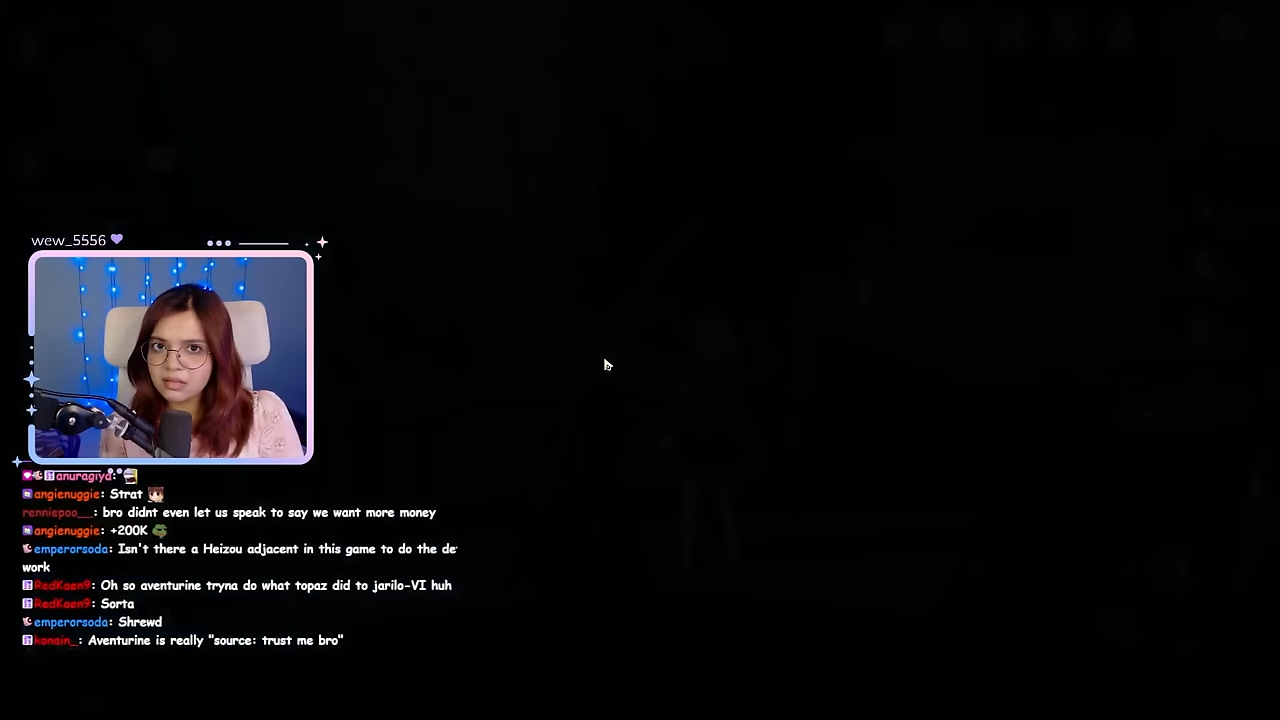 wew_5556
anuragiyd:
angienuggie: Strat
renniepoo__: bro didnt even let us speak to say we want more money
angienuggie: +200K
emperorsoda: Isn't there a Heizou adjacent in this game to do the de
work
RedKaen9: Oh so aventurine tryna do what topaz did to jarilo-VI huh
RedKaen9: Sorta
emperorsoda: Shrewd
konain_: Aventurine is really "source: trust me bro"